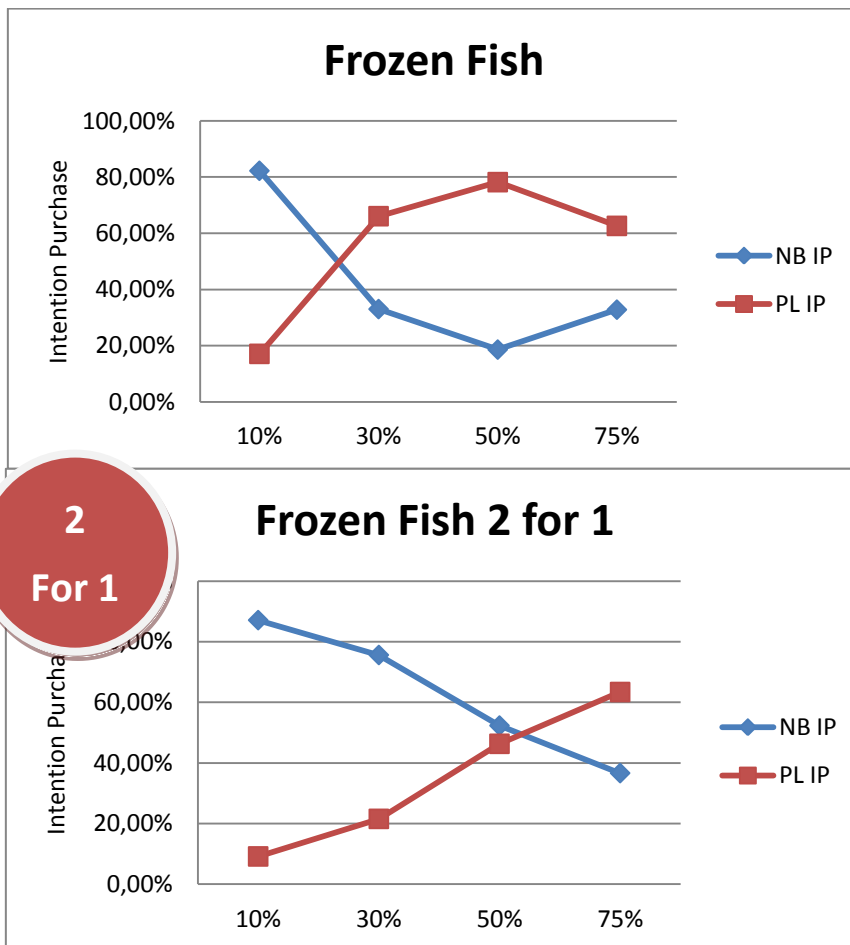 Frozen Fish
Intention Purchase
100,00%
80,00%
60,00%
40,00%
20,00%
0,00%
10% 30% 50% 75%
NB IP
PL IP
2
For 1
Frozen Fish 2 for 1
60,00%
40,00%
20,00%
0,00%
Intention
10% 30% 50% 75%
NB IP
PL IP